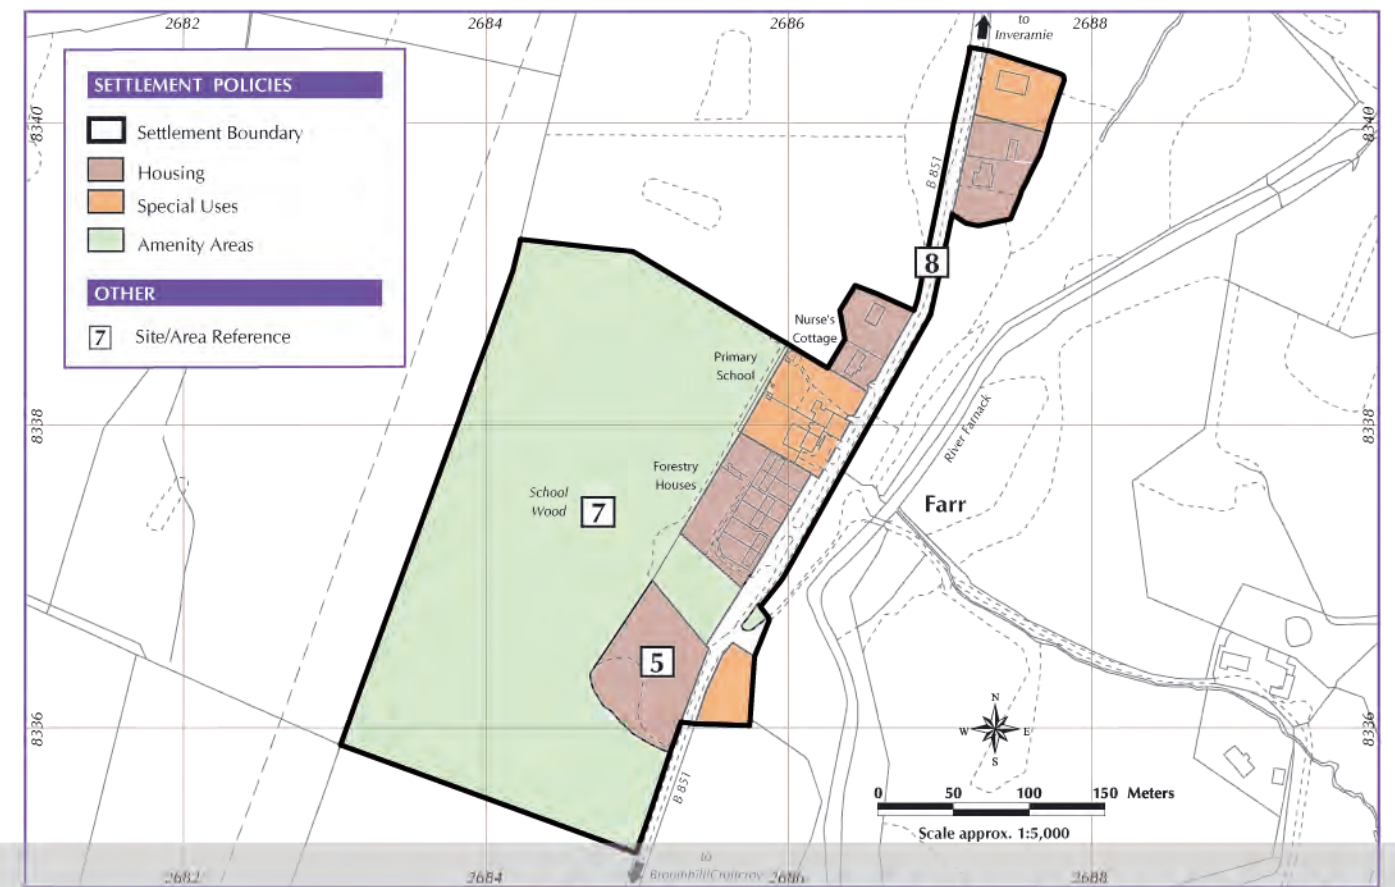 2682
2684
2686
2688
to
Inverarnie
SETTLEMENT POLICIES
Settlement Boundary
Housing
Special Uses
Amenity Areas
OTHER
7
Site/Area Reference
8340
8340
B 851
8
Nurse's
Cottage
Primary
School
8338
8338
River Farnack
Forestry
Houses
School
Wood
7
Farr
5
8336
8336
N
W
E
S
B 851
0
50
100
150 Meters
Scale approx. 1:5,000
to
2682
2684
2686
2688